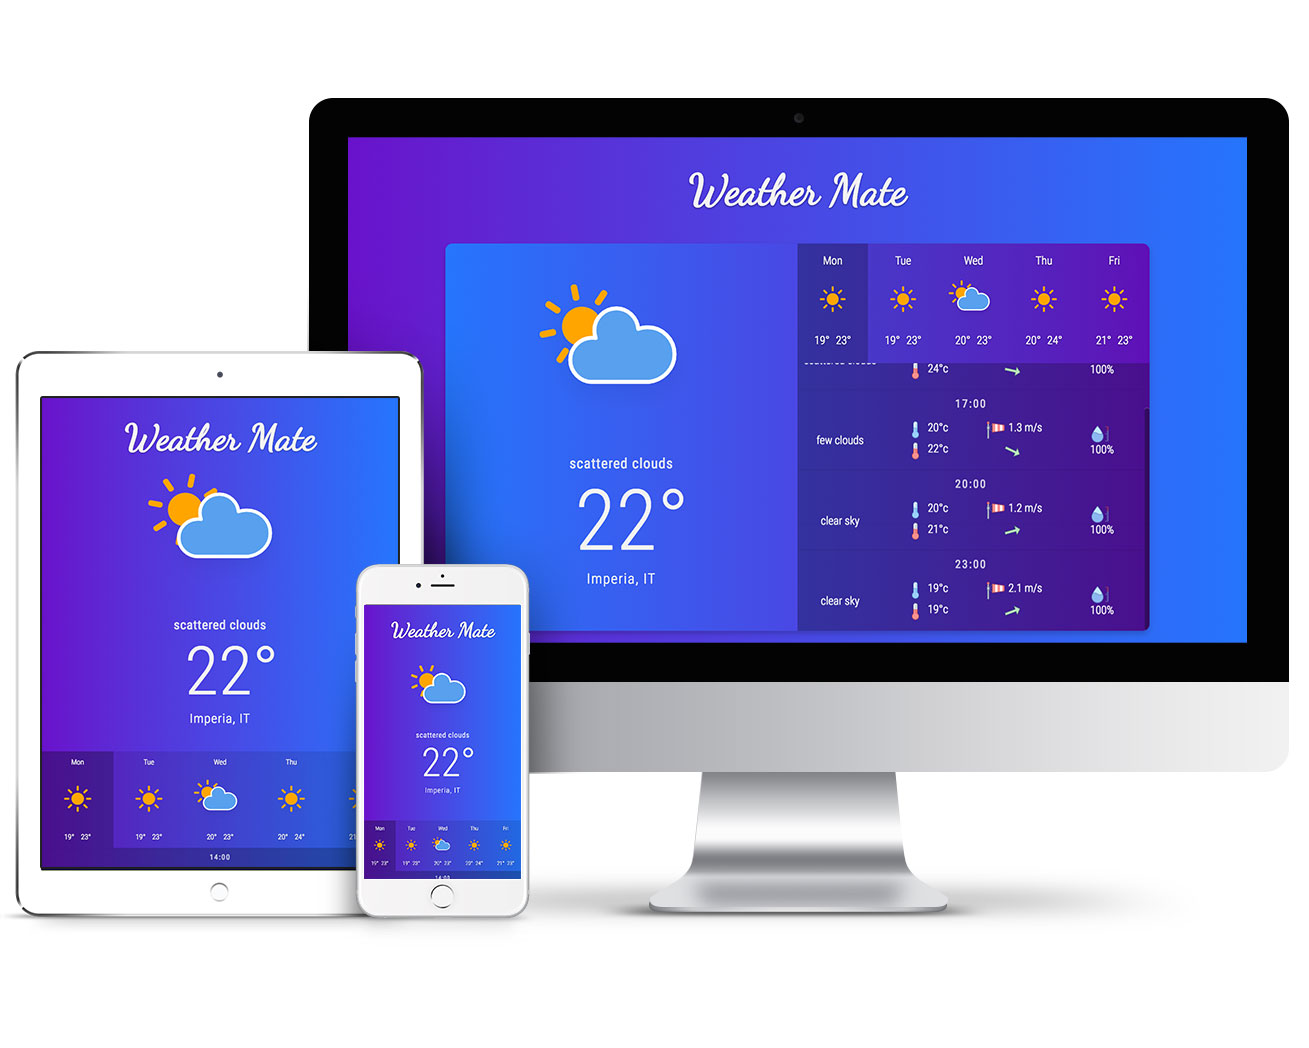 Weather Mate
Mon Tue Wed Thu Fri
19° 23° 19° 23° 20° 23° 20° 24° 21° 23°
scattered clouds 24°c 100%
17:00
few clouds 20°c 1.3 m/s
22°c 100%
20:00
clear sky 20°c 1.2 m/s
21°c 100%
23:00
clear sky 19°c 2.1 m/s
19°c 100%
scattered clouds
22°
Imperia, IT
Weather Mate
scattered clouds
22°
Imperia, IT
Mon Tue Wed Thu
19° 23° 19° 23° 20° 23° 20° 24° 21
14:00
Weather Mate
scattered clouds
22°
Imperia, IT
Mon Tue Wed Thu Fri
19° 23° 19° 23° 20° 23° 20° 24° 21° 23°
14:00